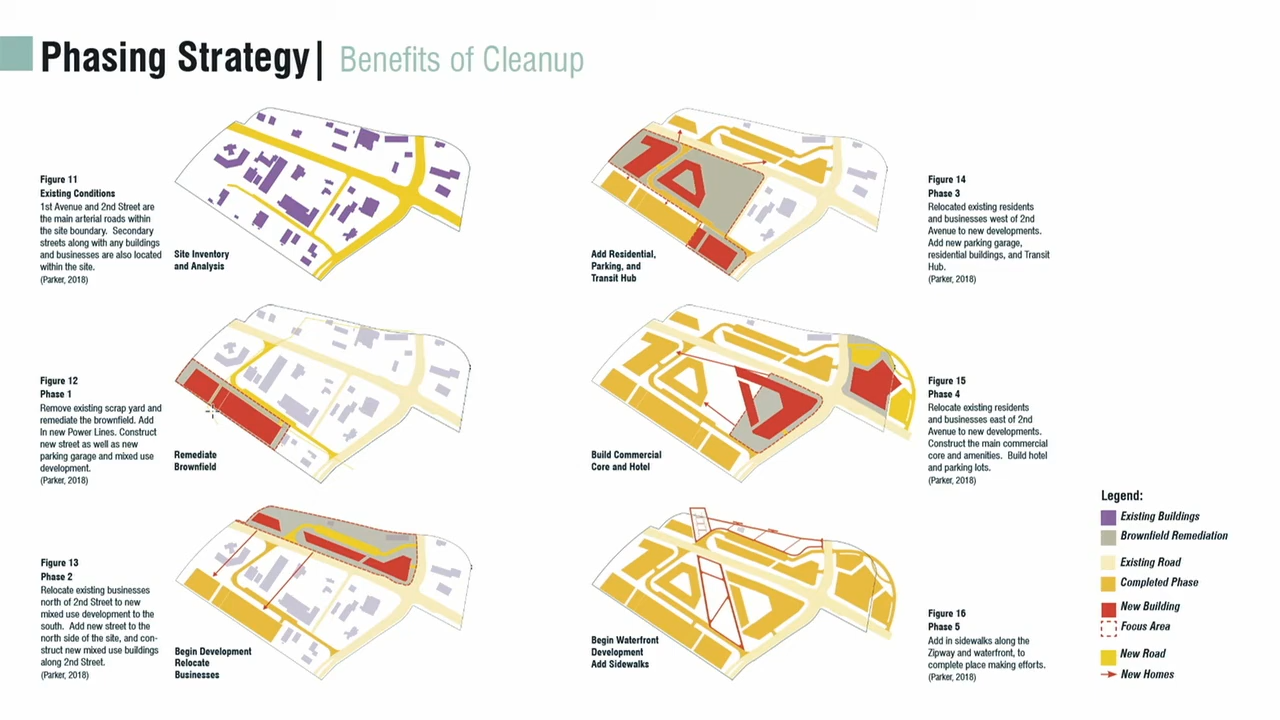 Phasing Strategy| Benefits of Cleanup
Figure 11
Existing Conditions
1st Avenue and 2nd Street are
the main arterial roads within
the site boundary. Secondary
streets along with any buildings
and businesses are also located
within the site.
(Parker, 2018)
Site Inventory
and Analysis
Figure 12
Phase 1
Remove existing scrap yard and
remediate the brownfield. Add
In new Power Lines. Construct
new street as well as new
parking garage and mixed use
development.
(Parker, 2018)
Remediate
Brownfield
Figure 13
Phase 2
Relocate existing businesses
north of 2nd Street to new
mixed use development to the
south. Add new street to the
north side of the site, and con-
struct new mixed use buildings
along 2nd Street.
(Parker, 2018)
Begin Development
Relocate
Businesses
Add Residential,
Parking, and
Transit Hub
Figure 14
Phase 3
Relocated existing residents
and businesses west of 2nd
Avenue to new developments.
Add new parking garage,
residential buildings, and Transit
Hub.
(Parker, 2018)
Build Commercial
Core and Hotel
Figure 15
Phase 4
Relocate existing residents
and businesses east of 2nd
Avenue to new developments.
Construct the main commercial
core and amenities. Build hotel
and parking lots.
(Parker, 2018)
Begin Waterfront
Development
Add Sidewalks
Figure 16
Phase 5
Add in sidewalks along the
Zipway and waterfront, to
complete place making efforts.
(Parker, 2018)
Legend:
Existing Buildings
Brownfield Remediation
Existing Road
Completed Phase
New Building
Focus Area
New Road
New Homes